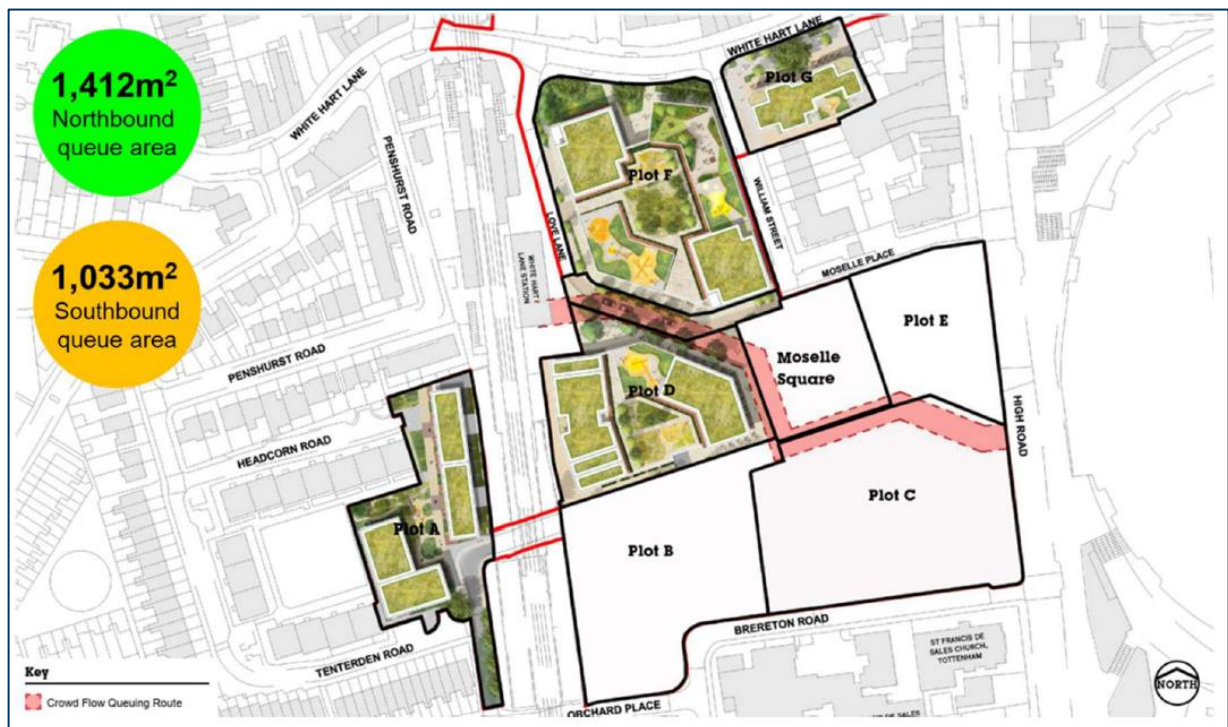 1,412m²
Northbound
queue area
1,033m²
Southbound
queue area
WHITE HART LANE
WHITE HART LANE
Plot G
PENSHURST ROAD
Plot F
LOVE LANE
WILLIAM STREET
WHITE HART
LANE STATION
MOSELLE PLACE
Plot E
Moselle
Square
PENSHURST ROAD
Plot D
HIGH ROAD
HEADCORN ROAD
Plot C
Plot A
Plot B
BRERETON ROAD
ST FRANCIS DE
SALES CHURCH,
TOTTENHAM
TENTERDEN ROAD
Key
Crowd Flow Queuing Route
NORTH
ORCHARD PLACE